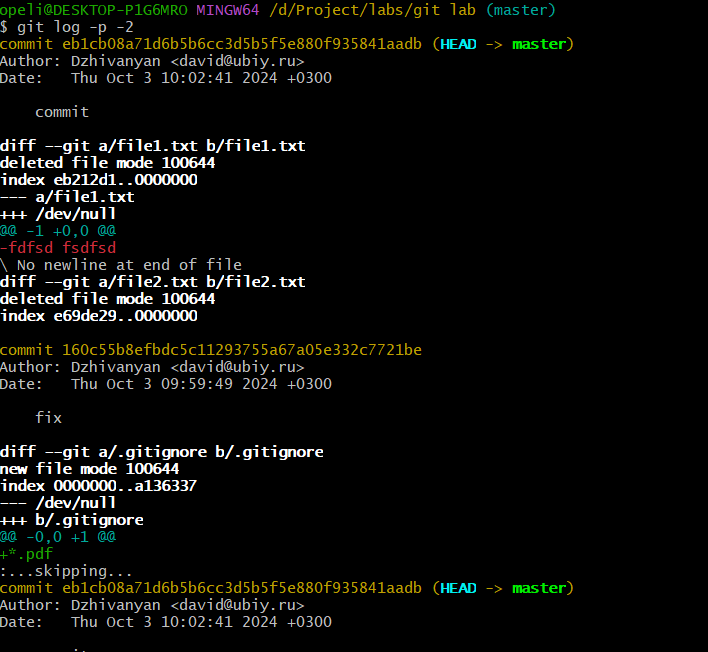 opeli@DESKTOP-P1G6MRO MINGW64 /d/Project/labs/git lab (master)
$ git log -p -2
commit eb1cb08a71d6b5b6cc3d5b5f5e880f935841aadb (HEAD -> master)
Author: Dzhivanyan <david@ubiy.ru>
Date:   Thu Oct 3 10:02:41 2024 +0300
    commit
diff --git a/file1.txt b/file1.txt
deleted file mode 100644
index eb212d1..0000000
--- a/file1.txt
+++ /dev/null
@@ -1 +0,0 @@
-fdfsd fsdfsd
\ No newline at end of file
diff --git a/file2.txt b/file2.txt
deleted file mode 100644
index e69de29..0000000
commit 160c55b8efbdc5c11293755a67a05e332c7721be
Author: Dzhivanyan <david@ubiy.ru>
Date:   Thu Oct 3 09:59:49 2024 +0300
    fix
diff --git a/.gitignore b/.gitignore
new file mode 100644
index 0000000..a136337
--- /dev/null
+++ b/.gitignore
@@ -0,0 +1 @@
+*.pdf
:...skipping...
commit eb1cb08a71d6b5b6cc3d5b5f5e880f935841aadb (HEAD -> master)
Author: Dzhivanyan <david@ubiy.ru>
Date:   Thu Oct 3 10:02:41 2024 +0300